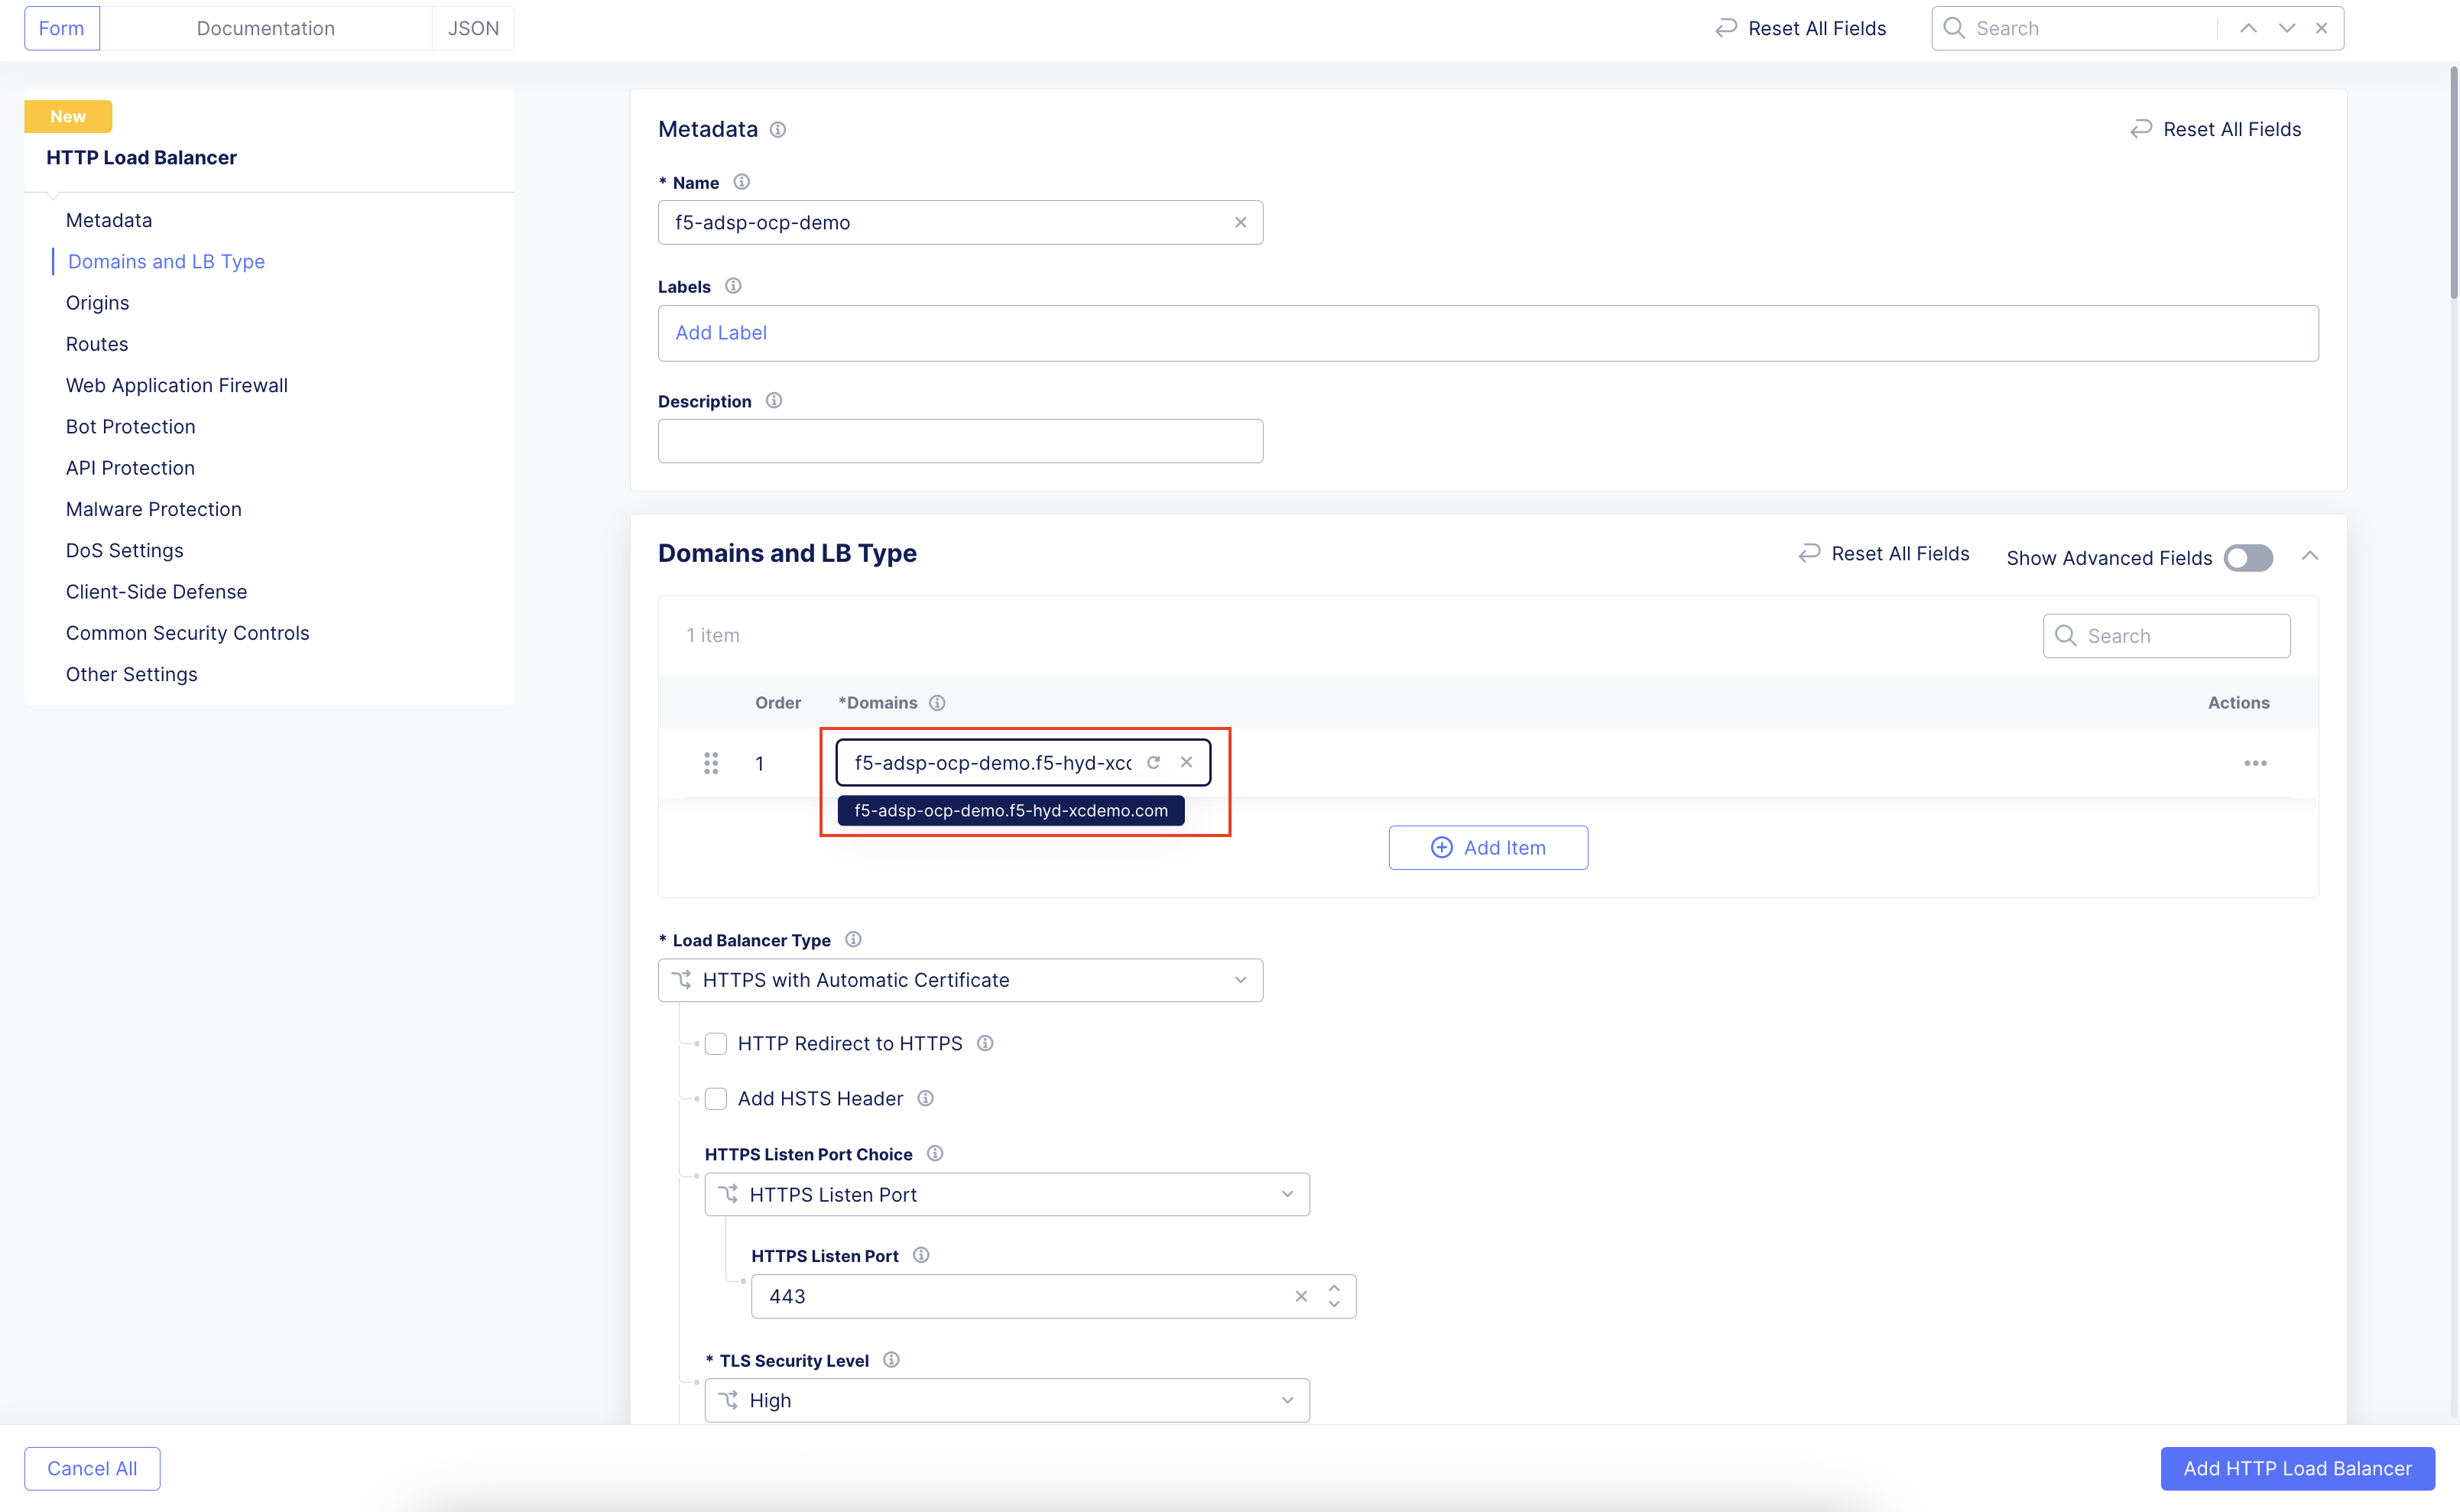 Form
Documentation
JSON
Reset All Fields
Search
New
HTTP Load Balancer
Metadata
Domains and LB Type
Origins
Routes
Web Application Firewall
Bot Protection
API Protection
Malware Protection
DoS Settings
Client-Side Defense
Common Security Controls
Other Settings
Metadata
Reset All Fields
* Name
f5-adsp-ocp-demo
Labels
Add Label
Description
Domains and LB Type
Reset All Fields
Show Advanced Fields
1 item
Search
Order
*Domains
Actions
1
f5-adsp-ocp-demo.f5-hyd-xcc
f5-adsp-ocp-demo.f5-hyd-xcdemo.com
Add Item
* Load Balancer Type
HTTPS with Automatic Certificate
HTTP Redirect to HTTPS
Add HSTS Header
HTTPS Listen Port Choice
HTTPS Listen Port
HTTPS Listen Port
443
* TLS Security Level
High
Cancel All
Add HTTP Load Balancer